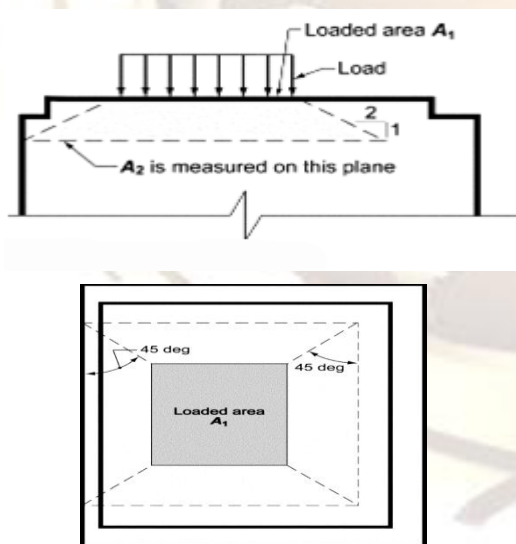 Loaded area A₁
Load
2
1
A₂ is measured on this plane
45 deg
45 deg
Loaded area
A₁